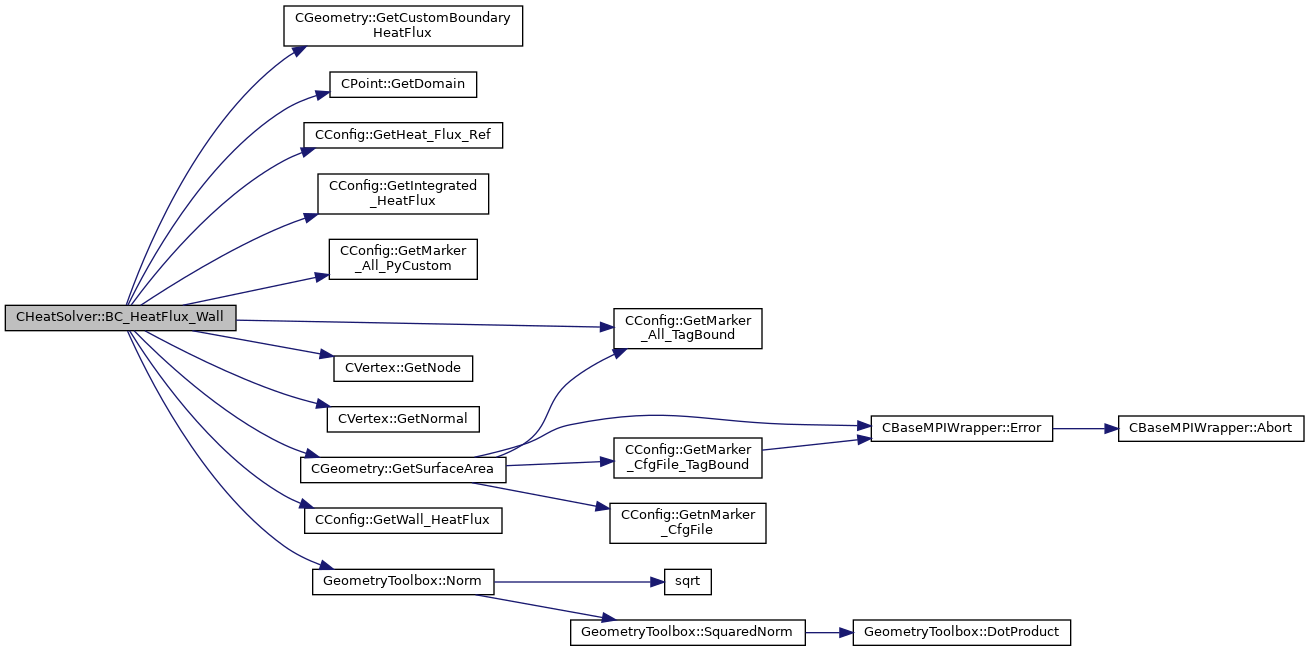 CGeometry::GetCustomBoundary
HeatFlux
CPoint::GetDomain
CConfig::GetHeat_Flux_Ref
CConfig::GetIntegrated
_HeatFlux
CConfig::GetMarker
_All_PyCustom
CHeatSolver::BC_HeatFlux_Wall
CConfig::GetMarker
_All_TagBound
CVertex::GetNode
CVertex::GetNormal
CGeometry::GetSurfaceArea
CBaseMPIWrapper::Error
CBaseMPIWrapper::Abort
CConfig::GetMarker
_CfgFile_TagBound
CConfig::GetnMarker
_CfgFile
CConfig::GetWall_HeatFlux
GeometryToolbox::Norm
sqrt
GeometryToolbox::SquaredNorm
GeometryToolbox::DotProduct